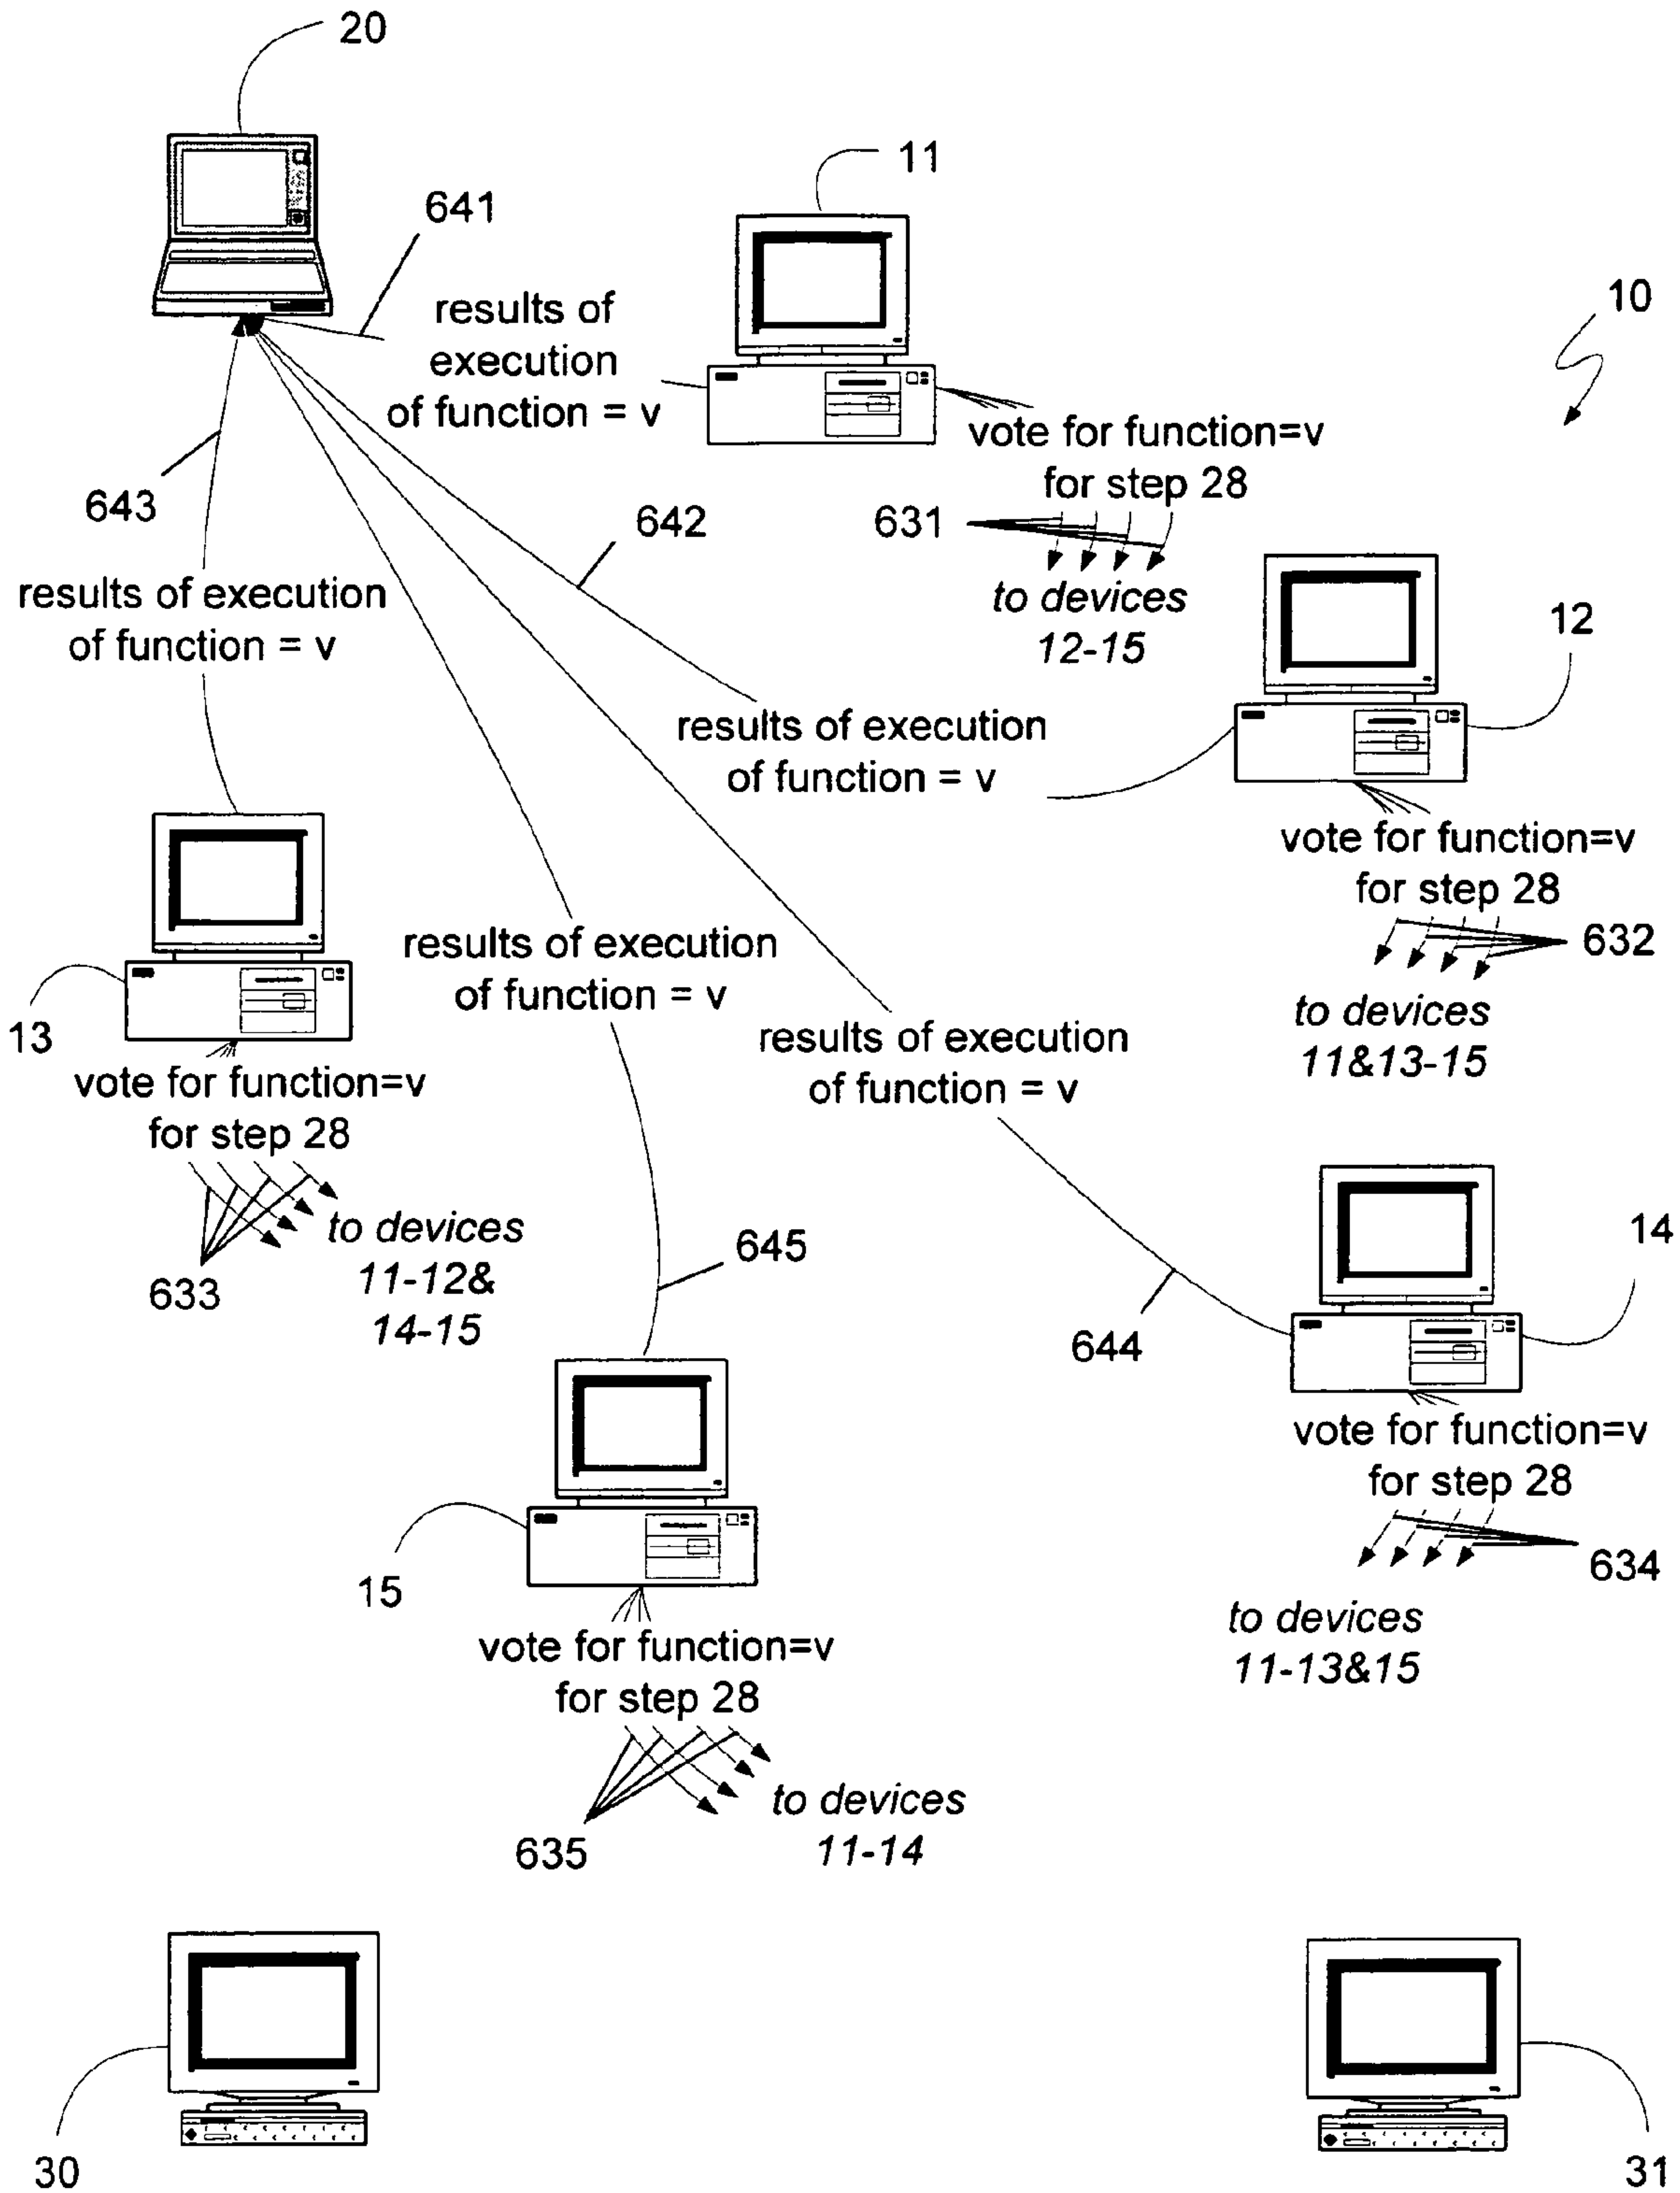 20
11
641
10
results of
execution
of function = v
vote for function=v
for step 28
643
642
631
to devices
12-15
12
results of execution
of function = v
results of execution
of function = v
vote for function=v
for step 28
632
to devices
11&13-15
results of execution
of function = v
results of execution
of function = v
13
vote for function=v
for step 28
633
to devices
11-12&
14-15
645
14
644
vote for function=v
for step 28
634
to devices
11-13&15
15
vote for function=v
for step 28
635
to devices
11-14
30
31